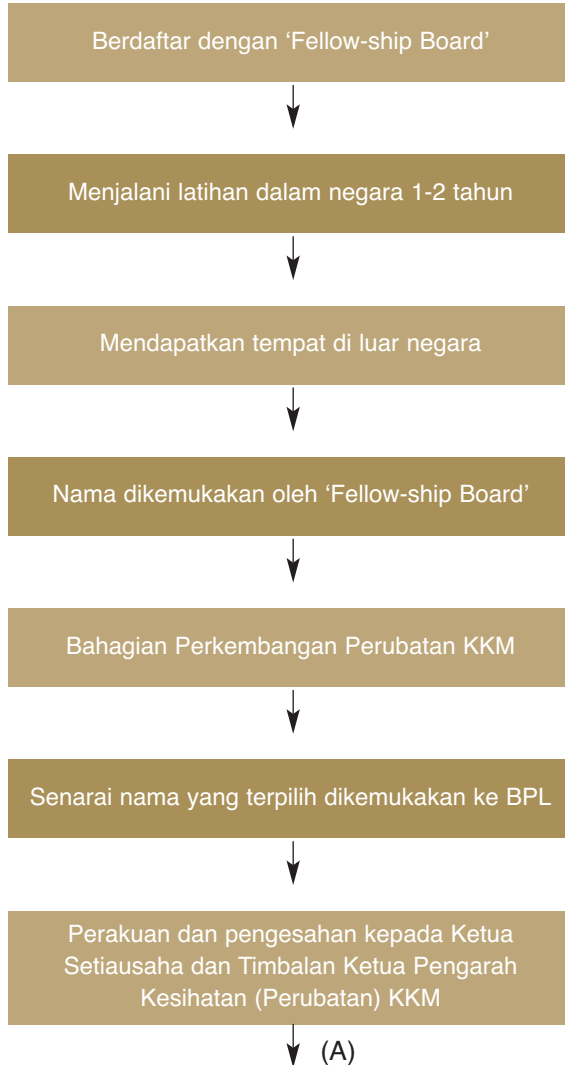 Berdaftar dengan ‘Fellow-ship Board’
Menjalani latihan dalam negara 1-2 tahun
Mendapatkan tempat di luar negara
Nama dikemukakan oleh ‘Fellow-ship Board’
Bahagian Perkembangan Perubatan KKM
Senarai nama yang terpilih dikemukakan ke BPL
Perakuan dan pengesahan kepada Ketua
Setiausaha dan Timbalan Ketua Pengarah
Kesihatan (Perubatan) KKM
(A)